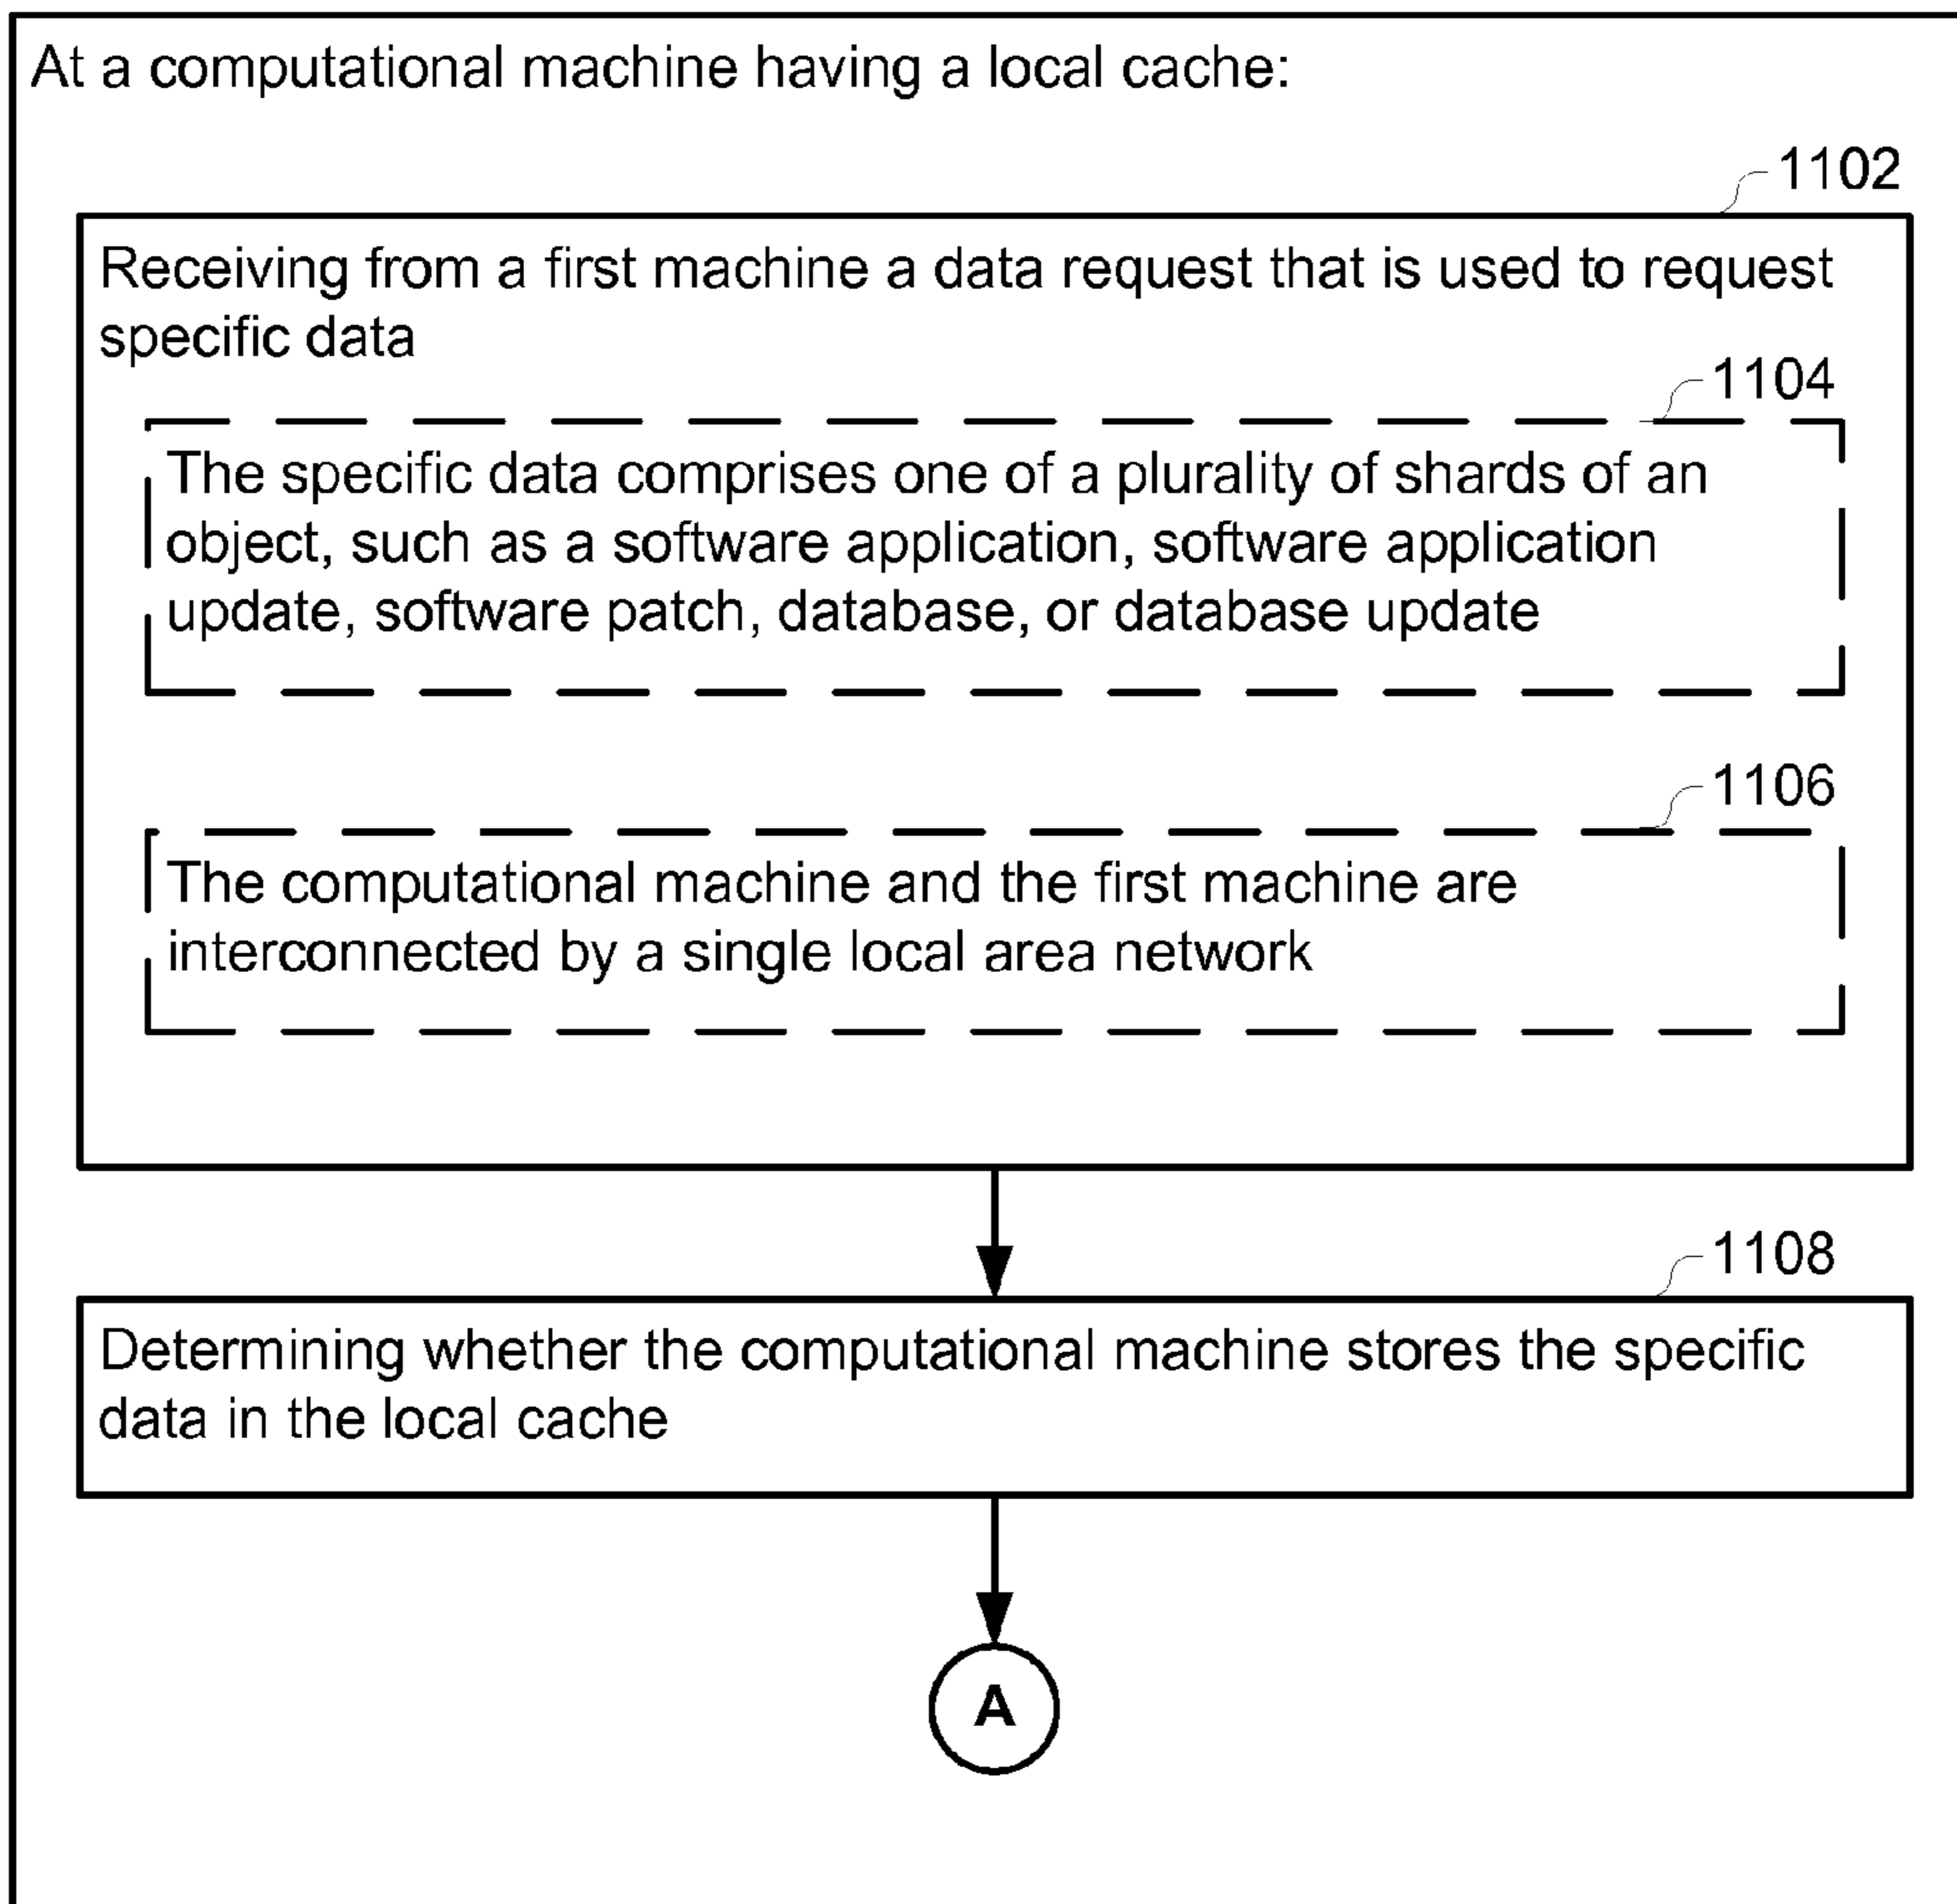 At a computational machine having a local cache:
1102
Receiving from a first machine a data request that is used to request
specific data
1104
The specific data comprises one of a plurality of shards of an
object, such as a software application, software application
update, software patch, database, or database update
1106
The computational machine and the first machine are
interconnected by a single local area network
1108
Determining whether the computational machine stores the specific
data in the local cache
A